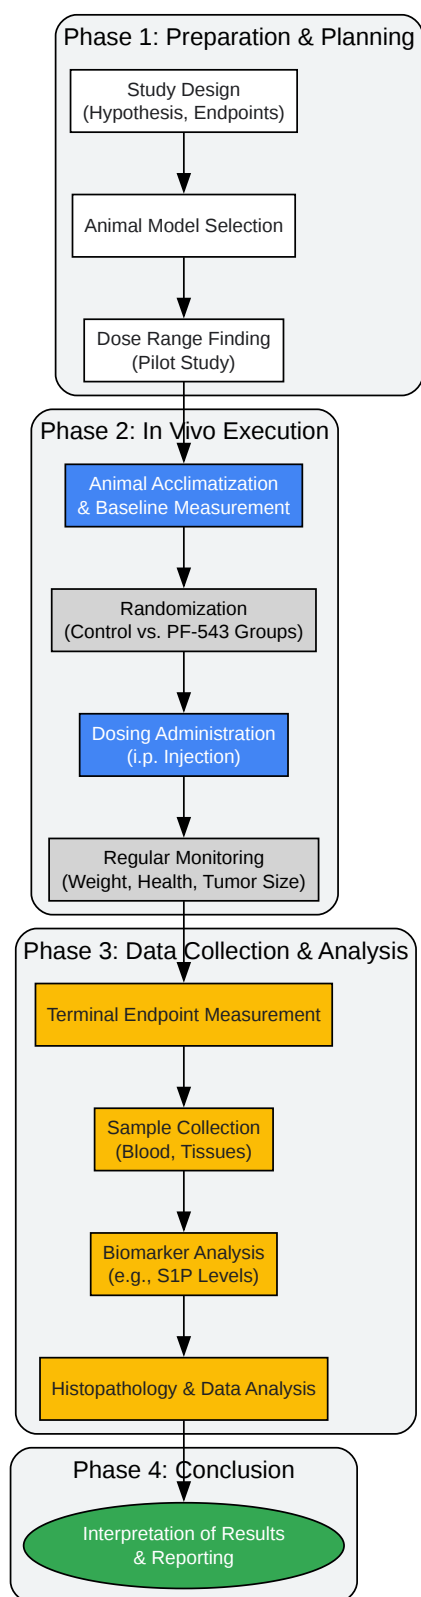 Phase 1: Preparation & Planning
Study Design
(Hypothesis, Endpoints)
Animal Model Selection
Dose Range Finding
(Pilot Study)
Phase 2: In Vivo Execution
Animal Acclimatization
& Baseline Measurement
Randomization
(Control vs. PF-543 Groups)
Dosing Administration
(i.p. Injection)
Regular Monitoring
(Weight, Health, Tumor Size)
Phase 3: Data Collection & Analysis
Terminal Endpoint Measurement
Sample Collection
(Blood, Tissues)
Biomarker Analysis
(e.g., S1P Levels)
Histopathology & Data Analysis
Phase 4: Conclusion
Interpretation of Results
& Reporting